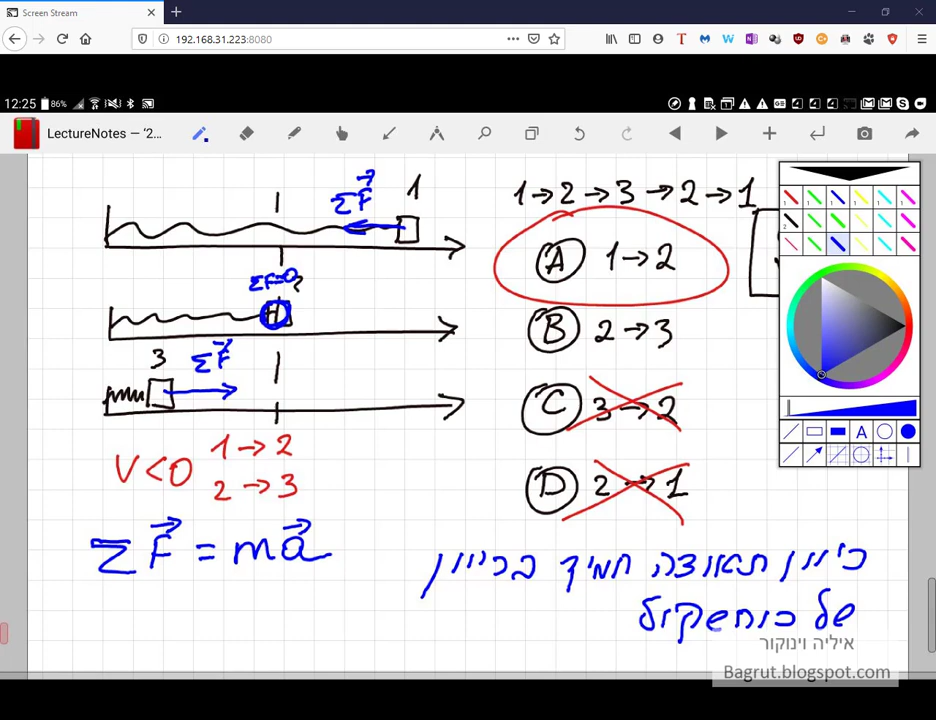 Screen Stream
192.168.31.223:8080
12:25
86%
LectureNotes — ‘2...
ΣF⃗
1
1→2→3→2→1
Ⓐ 1→2
ΣF=0
2
Ⓑ 2→3
3
ΣF⃗
Ⓒ 3→2
V<0 1→2
2→3
Ⓓ 2→1
ΣF⃗ = ma⃗
כיוון תאוצה תמיד בכיוון
של כוח שקול
איליה וינוקור
Bagrut.blogspot.com